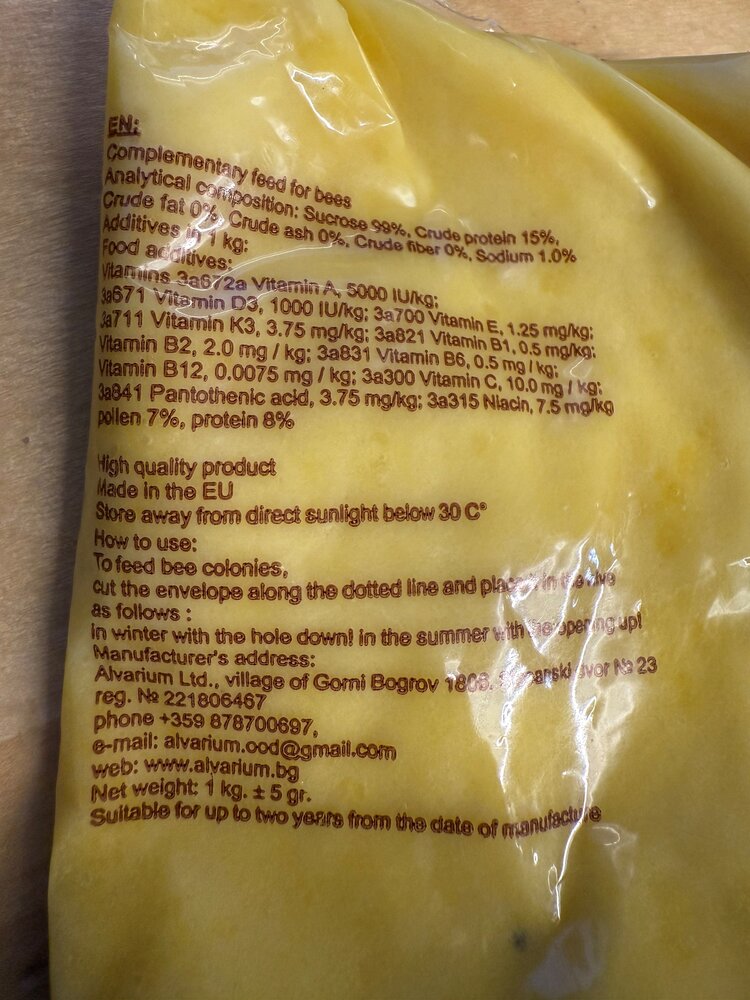 EN:
Complementary feed for bees
Analytical composition: Sucrose 99%, Crude protein 15%,
Crude fat 0%, Crude ash 0%, Crude fiber 0%, Sodium 1.0%
Additives in 1 kg:
Food additives:
Vitamins 3a672a Vitamin A, 5000 IU/kg;
3a671 Vitamin D3, 1000 IU/kg; 3a700 Vitamin E, 1.25 mg/kg;
3a711 Vitamin K3, 3.75 mg/kg; 3a821 Vitamin B1, 0.5 mg/kg;
Vitamin B2, 2.0 mg / kg; 3a831 Vitamin B6, 0.5 mg / kg;
Vitamin B12, 0.0075 mg / kg; 3a300 Vitamin C, 10.0 mg / kg;
3a841 Pantothenic acid, 3.75 mg/kg; 3a315 Niacin, 7.5 mg/kg
pollen 7%, protein 8%
High quality product
Made in the EU
Store away from direct sunlight below 30 C°
How to use:
To feed bee colonies,
cut the envelope along the dotted line and place it in the hive
as follows :
in winter with the hole down! in the summer with the opening up!
Manufacturer's address:
Alvarium Ltd., village of Gorni Bogrov 1806, dvor № 23
reg. № 221806467
phone +359 878700697,
e-mail: alvarium.ood@gmail.com
web: www.alvarium.bg
Net weight: 1 kg. ± 5 gr.
Suitable for up to two years from the date of manufacture